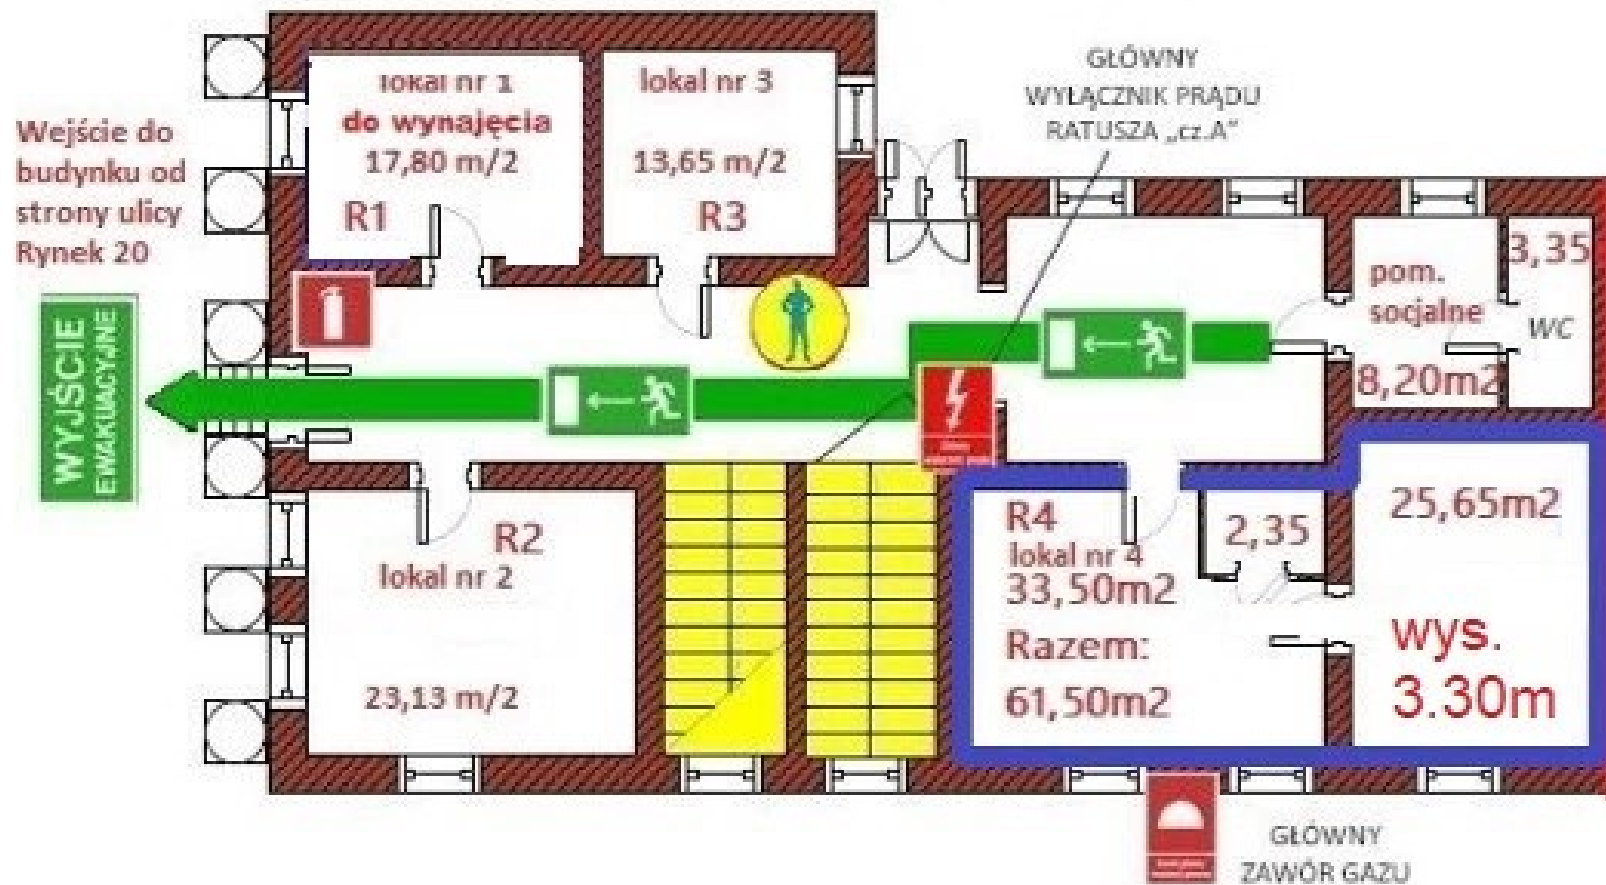 lokal nr 1
do wynajęcia
17,80 m/2
R1
lokal nr 3
13,65 m/2
R3
GŁÓWNY
WYŁĄCZNIK PRĄDU
RATUSZA „cz.A”
Wejście do
budynku od
strony ulicy
Rynek 20
WYJŚCIE
EWAKUACYJNE
pom.
socjalne
8,20m2
3,35
WC
R2
lokal nr 2
23,13 m/2
R4
lokal nr 4
33,50m2
Razem:
61,50m2
2,35
25,65m2
wys.
3.30m
GŁÓWNY
ZAWÓR GAZU